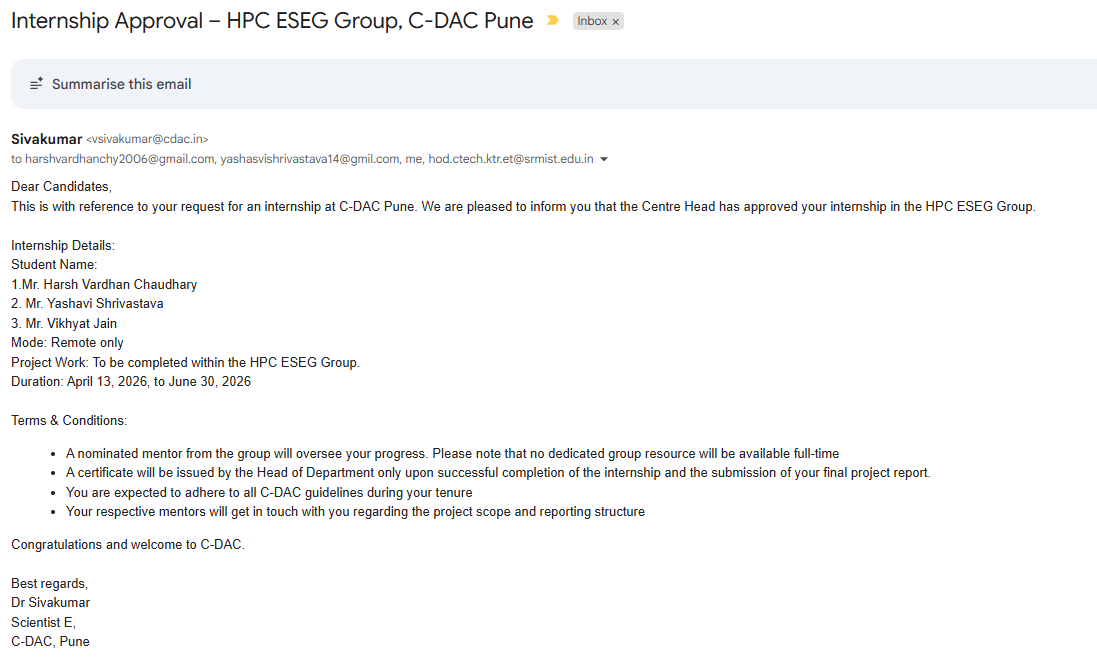 Internship Approval – HPC ESEG Group, C-DAC Pune Inbox ×
Summarise this email
Sivakumar <vsivakumar@cdac.in>
to harshvardhanchy2006@gmail.com, yashasvishrivastava14@gmil.com, me, hod.ctech.ktr.et@srmist.edu.in
Dear Candidates,
This is with reference to your request for an internship at C-DAC Pune. We are pleased to inform you that the Centre Head has approved your internship in the HPC ESEG Group.
Internship Details:
Student Name:
1.Mr. Harsh Vardhan Chaudhary
2. Mr. Yashavi Shrivastava
3. Mr. Vikhyat Jain
Mode: Remote only
Project Work: To be completed within the HPC ESEG Group.
Duration: April 13, 2026, to June 30, 2026
Terms & Conditions:
• A nominated mentor from the group will oversee your progress. Please note that no dedicated group resource will be available full-time
• A certificate will be issued by the Head of Department only upon successful completion of the internship and the submission of your final project report.
• You are expected to adhere to all C-DAC guidelines during your tenure
• Your respective mentors will get in touch with you regarding the project scope and reporting structure
Congratulations and welcome to C-DAC.
Best regards,
Dr Sivakumar
Scientist E,
C-DAC, Pune